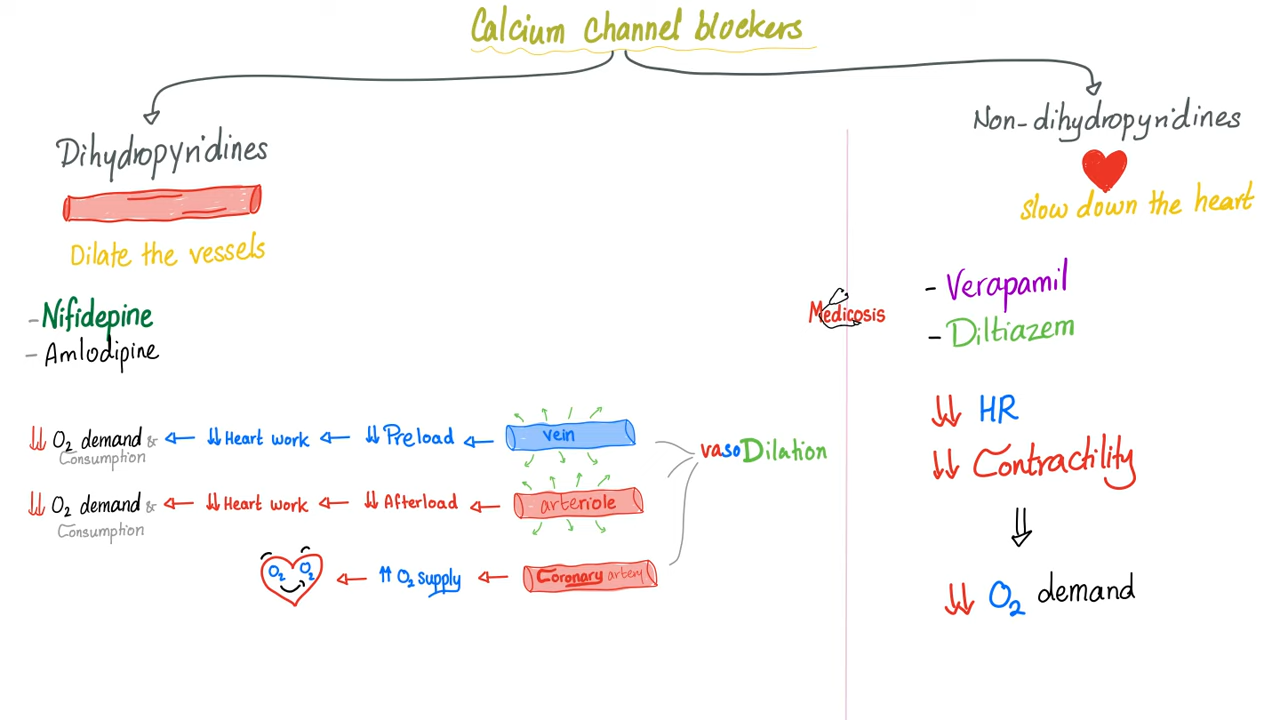 Calcium Channel blockers
Dihydropyridines
Dilate the vessels
- Nifidepine
- Amlodipine
vasoDilation
vein
↓↓ Preload
↓↓ Heart work
↓↓ O₂ demand &
Consumption
arteriole
↓↓ Afterload
↓↓ Heart work
↓↓ O₂ demand &
Consumption
Coronary artery
↑↑ O₂ supply
O₂ O₂
Medicosis
Non-dihydropyridines
slow down the heart
- Verapamil
- Diltiazem
↓↓ HR
↓↓ Contractility
↓↓ O₂ demand